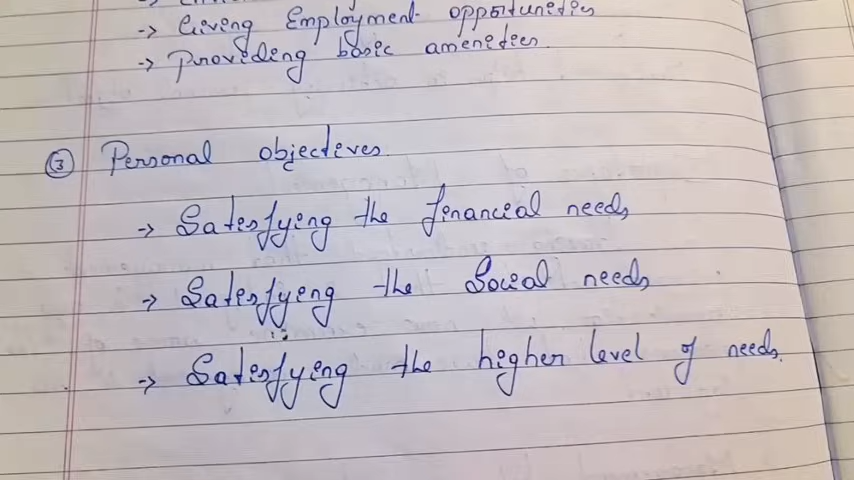 → Giving Employment opportunities
→ Providing basic amenities
③ Personal objectives
→ Satisfying the financial needs
→ Satisfying the Social needs
→ Satisfying the higher level of needs.